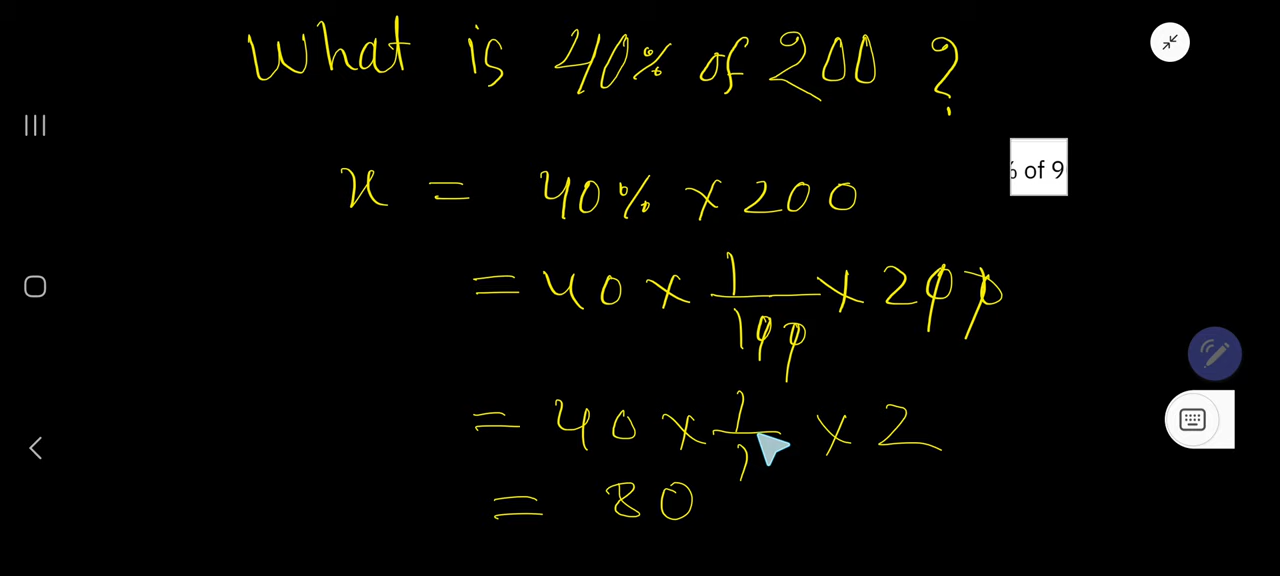 What is 40% of 200 ?
% of 9
x = 40% × 200
= 40 × 1/100 × 200
= 40 × 1/1 × 2
= 80